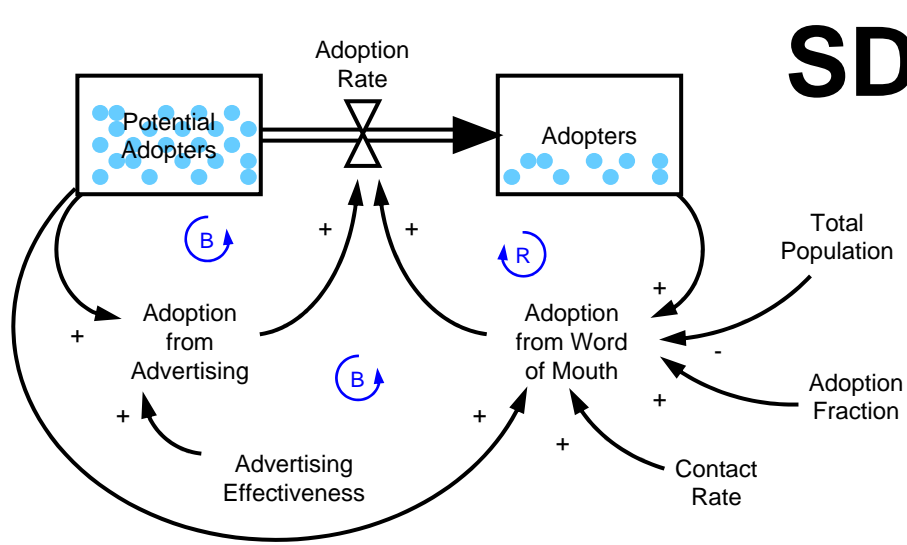 SD
Adoption
Rate
Potential
Adopters
Adopters
B
+
+
R
Total
Population
+
Adoption
from
Advertising
Adoption
from Word
of Mouth
+
-
B
Adoption
Fraction
+
+
+
+
Advertising
Effectiveness
Contact
Rate